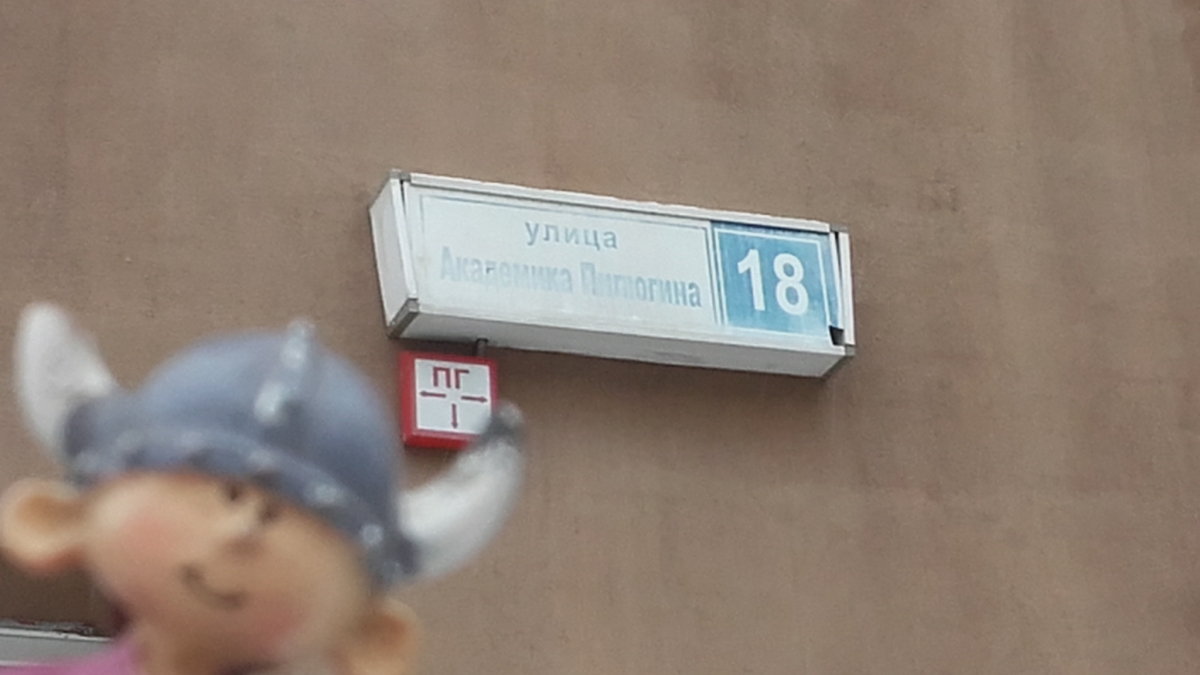 улица
Академика Пилюгина
18
ПГ